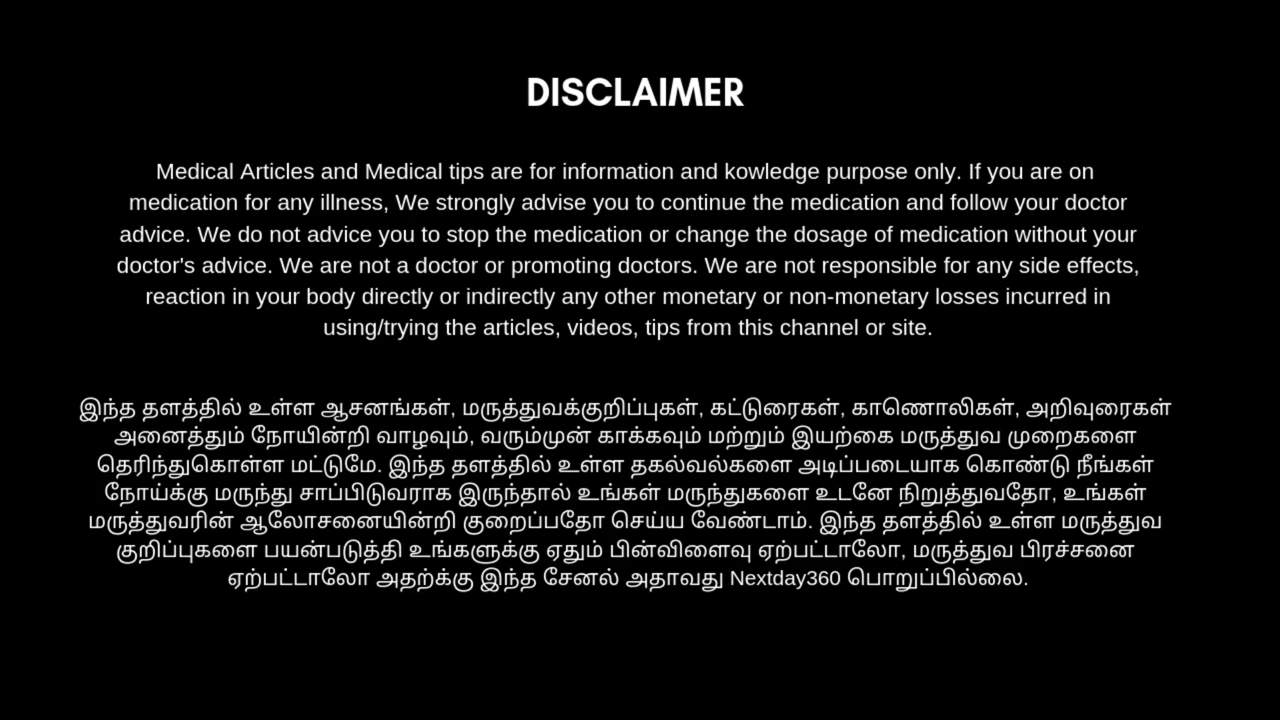 DISCLAIMER
Medical Articles and Medical tips are for information and kowledge purpose only. If you are on
medication for any illness, We strongly advise you to continue the medication and follow your doctor
advice. We do not advice you to stop the medication or change the dosage of medication without your
doctor's advice. We are not a doctor or promoting doctors. We are not responsible for any side effects,
reaction in your body directly or indirectly any other monetary or non-monetary losses incurred in
using/trying the articles, videos, tips from this channel or site.
இந்த தளத்தில் உள்ள ஆசனங்கள், மருத்துவக்குறிப்புகள், கட்டுரைகள், காணொலிகள், அறிவுரைகள்
அனைத்தும் நோயின்றி வாழவும், வரும்முன் காக்கவும் மற்றும் இயற்கை மருத்துவ முறைகளை
தெரிந்துகொள்ள மட்டுமே. இந்த தளத்தில் உள்ள தகல்வல்களை அடிப்படையாக கொண்டு நீங்கள்
நோய்க்கு மருந்து சாப்பிடுவராக இருந்தால் உங்கள் மருந்துகளை உடனே நிறுத்துவதோ, உங்கள்
மருத்துவரின் ஆலோசனையின்றி குறைப்பதோ செய்ய வேண்டாம். இந்த தளத்தில் உள்ள மருத்துவ
குறிப்புகளை பயன்படுத்தி உங்களுக்கு ஏதும் பின்விளைவு ஏற்பட்டாலோ, மருத்துவ பிரச்சனை
ஏற்பட்டாலோ அதற்க்கு இந்த சேனல் அதாவது Nextday360 பொறுப்பில்லை.